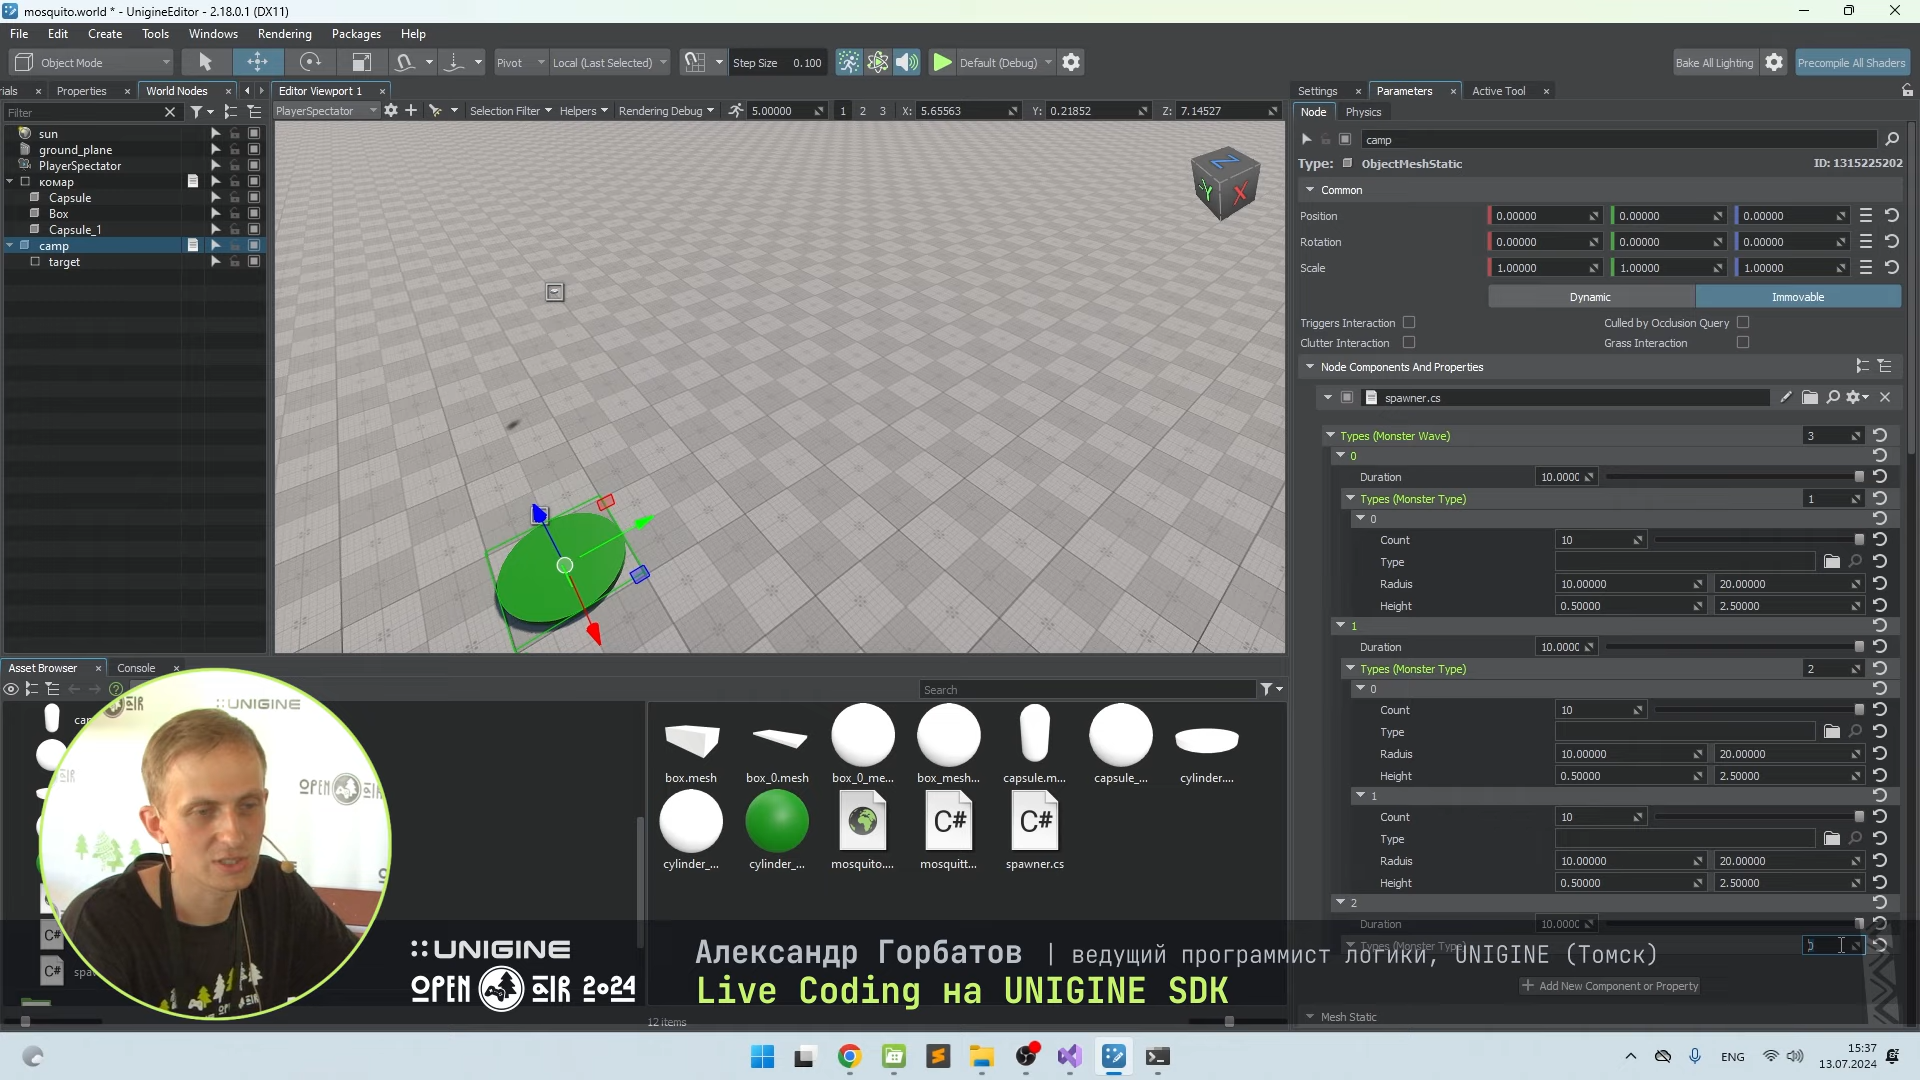 mosquito.world * - UnigineEditor - 2.18.0.1 (DX11)
File Edit Create Tools Windows Rendering Packages Help
Object Mode
Pivot
Local (Last Selected)
Step Size 0.100
Default (Debug)
Bake All Lighting
Precompile All Shaders
Properties
World Nodes
Editor Viewport 1
Settings
Parameters
Active Tool
Filter
PlayerSpectator
Selection Filter
Helpers
Rendering Debug
5.00000
1 2 3
X: 5.65563
Y: 0.21852
Z: 7.14527
sun
ground_plane
PlayerSpectator
комар
Capsule
Box
Capsule_1
camp
target
Z
Y
X
Node
Physics
camp
Type: ObjectMeshStatic
ID: 1315225202
Common
Position 0.00000 0.00000 0.00000
Rotation 0.00000 0.00000 0.00000
Scale 1.00000 1.00000 1.00000
Dynamic
Immovable
Triggers Interaction
Culled by Occlusion Query
Clutter Interaction
Grass Interaction
Node Components And Properties
spawner.cs
Types (Monster Wave) 3
0
Duration 10.000C
Types (Monster Type) 1
0
Count 10
Type
Raduis 10.00000 20.00000
Height 0.50000 2.50000
1
Duration 10.000C
Types (Monster Type) 2
0
Count 10
Type
Raduis 10.00000 20.00000
Height 0.50000 2.50000
1
Count 10
Type
Raduis 10.00000 20.00000
Height 0.50000 2.50000
2
Duration 10.000C
Types (Monster Type)
Add New Component or Property
Mesh Static
Asset Browser
Console
Search
box.mesh
box_0.mesh
box_0_me...
box_mesh...
capsule.m...
capsule_...
cylinder....
C#
C#
cylinder_...
cylinder_...
mosquito....
mosquitt...
spawner.cs
12 items
C#
C#
UNIGINE
OPEN AIR
UNIGINE
OPEN AIR 2024
Александр Горбатов | ведущий программист логики, UNIGINE (Томск)
Live Coding на UNIGINE SDK
ENG
15:37
13.07.2024